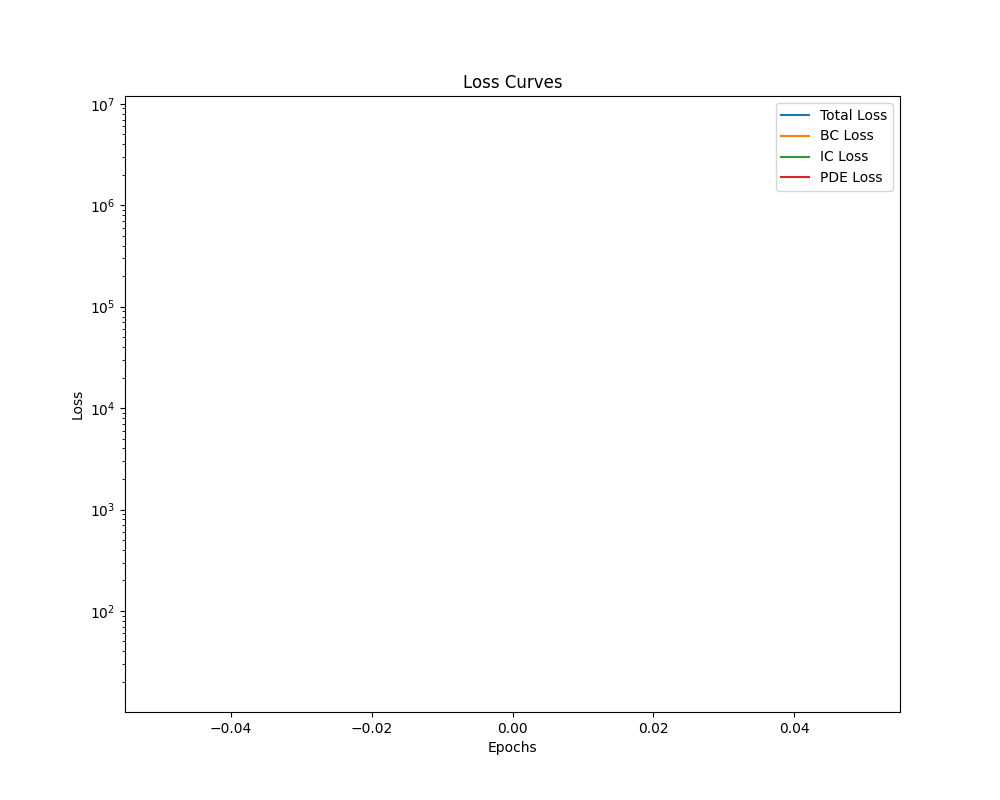 Loss Curves
10^7
10^6
10^5
10^4
10^3
10^2
Loss
Total Loss
BC Loss
IC Loss
PDE Loss
−0.04
−0.02
0.00
0.02
0.04
Epochs